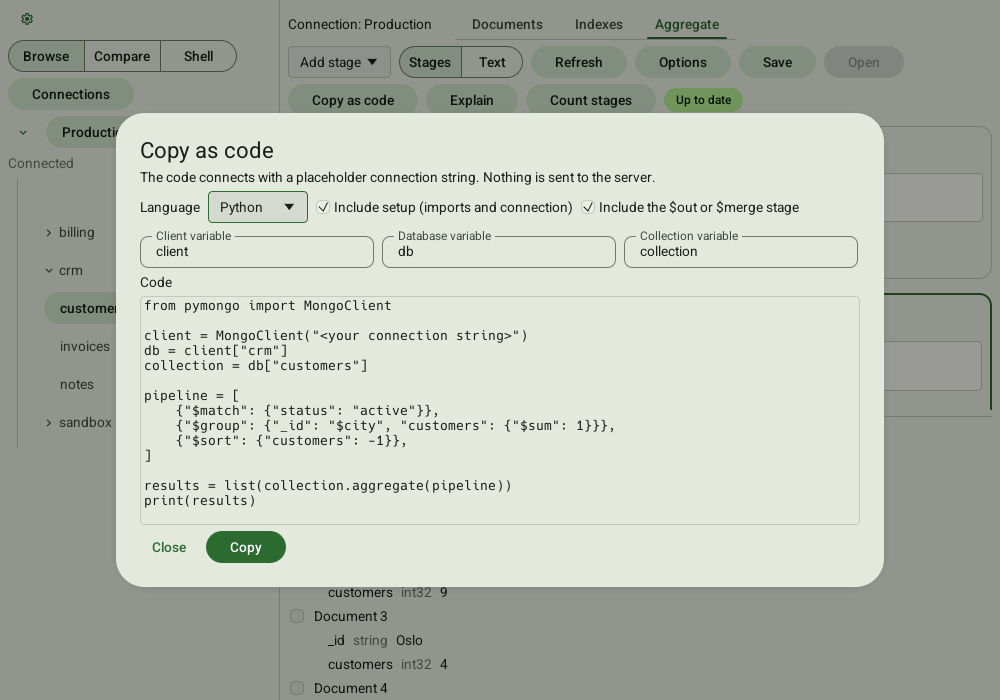 Connection: Production
Documents
Indexes
Aggregate
Browse
Compare
Shell
Add stage
Stages
Text
Refresh
Options
Save
Open
Connections
Copy as code
Explain
Count stages
Up to date
Connected
billing
crm
invoices
notes
sandbox
Copy as code
The code connects with a placeholder connection string. Nothing is sent to the server.
Language
Python
Include setup (imports and connection)
Include the $out or $merge stage
Client variable
client
Database variable
db
Collection variable
collection
Code
from pymongo import MongoClient
client = MongoClient("<your connection string>")
db = client["crm"]
collection = db["customers"]
pipeline = [
{"$match": {"status": "active"}},
{"$group": {"_id": "$city", "customers": {"$sum": 1}}},
{"$sort": {"customers": -1}},
]
results = list(collection.aggregate(pipeline))
print(results)
Close
Copy
customers int32 9
Document 3
_id string Oslo
customers int32 4
Document 4